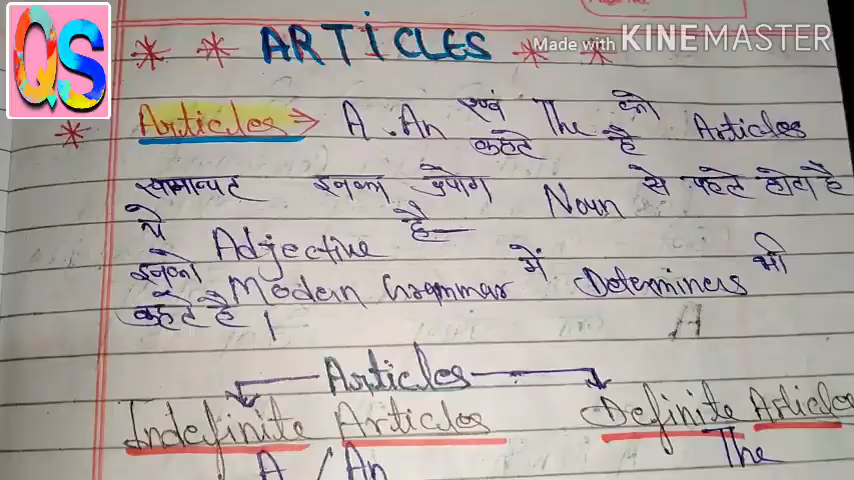 QS
ARTICLES
Made with KINEMASTER
Articles → A . An एवं The को Articles
कहते है
सामान्यत इनका उपयोग Noun से पहले होता है
ये Adjective है—
इनको Modern Grammar में Determiners भी
कहते है ।
A
Articles
Indefinite Articles Definite Articles
A / An The